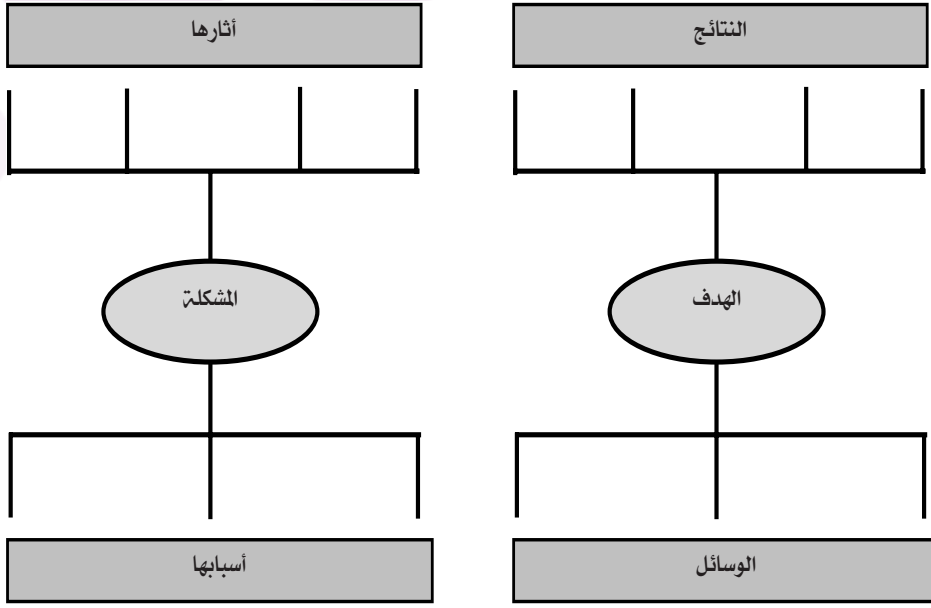 النتائج
أثارها
الهدف
المشكلة
الوسائل
أسبابها